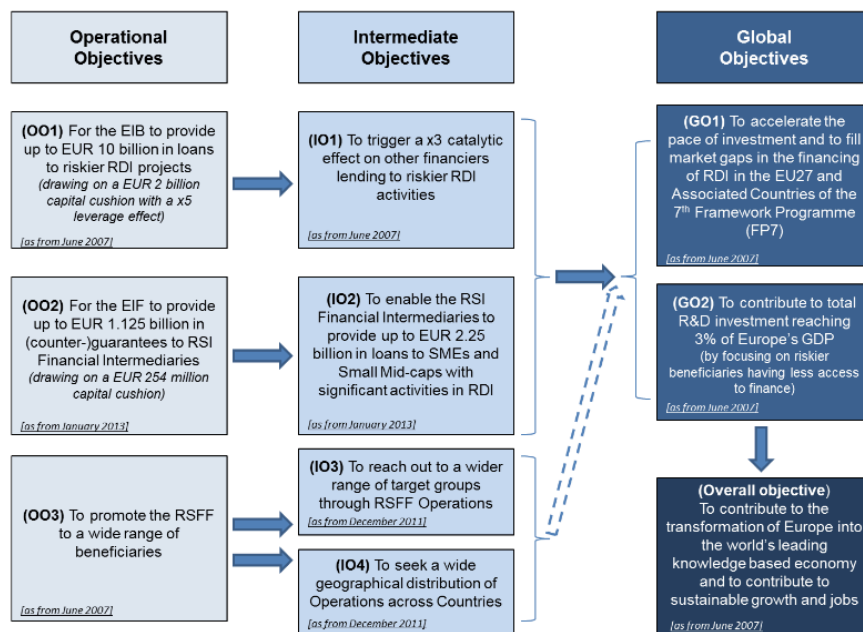 Operational
Objectives
(OO1) For the EIB to provide
up to EUR 10 billion in loans
to riskier RDI projects
(drawing on a EUR 2 billion
capital cushion with a x5
leverage effect)
[as from June 2007]
(OO2) For the EIF to provide
up to EUR 1.125 billion in
(counter-)guarantees to RSI
Financial Intermediaries
(drawing on a EUR 254 million
capital cushion)
[as from January 2013]
(OO3) To promote the RSFF
to a wide range of
beneficiaries
[as from June 2007]
Intermediate
Objectives
(IO1) To trigger a x3 catalytic
effect on other financiers
lending to riskier RDI
activities
[as from June 2007]
(IO2) To enable the RSI
Financial Intermediaries to
provide up to EUR 2.25
billion in loans to SMEs and
Small Mid-caps with
significant activities in RDI
[as from January 2013]
(IO3) To reach out to a wider
range of target groups
through RSFF Operations
[as from December 2011]
(IO4) To seek a wide
geographical distribution of
Operations across Countries
[as from December 2011]
Global
Objectives
(GO1) To accelerate the
pace of investment and to fill
market gaps in the financing
of RDI in the EU27 and
Associated Countries of the
7th Framework Programme
(FP7)
[as from June 2007]
(GO2) To contribute to total
R&D investment reaching
3% of Europe's GDP
(by focusing on riskier
beneficiaries having less access
to finance)
[as from June 2007]
(Overall objective)
To contribute to the
transformation of Europe into
the world's leading
knowledge based economy
and to contribute to
sustainable growth and jobs
[as from June 2007]